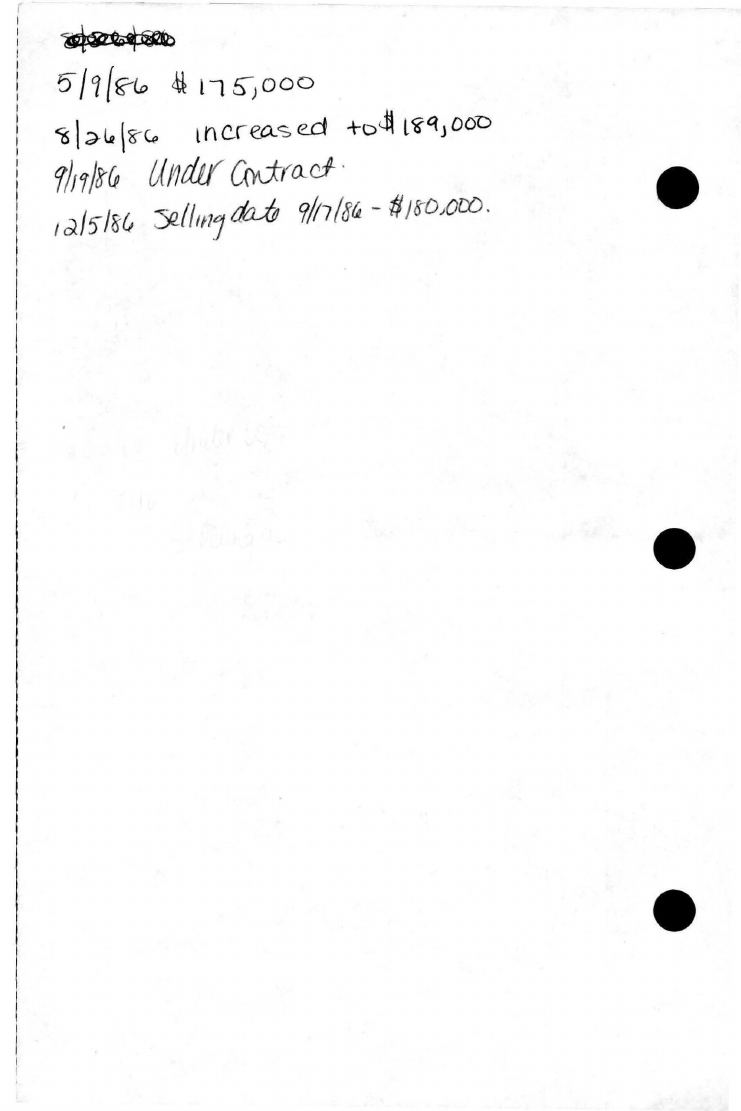 5/9/86 $175,000
8/26/86 increased to $189,000
9/19/86 Under Contract.
12/5/86 Selling date 9/17/86 - $180,000.